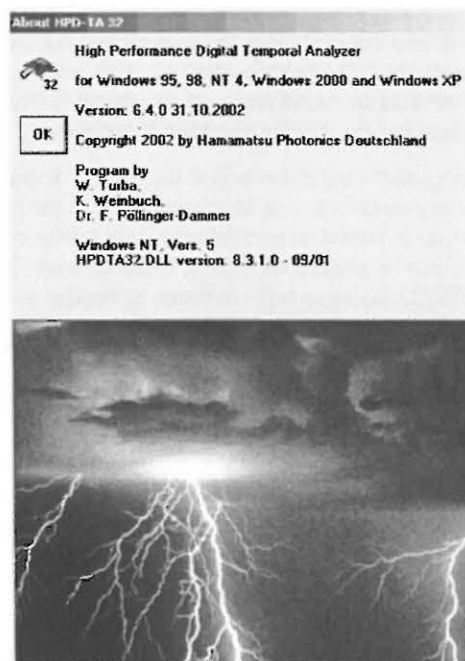 About HPD-TA 32
High Performance Digital Temporal Analyzer
32
for Windows 95, 98, NT 4, Windows 2000 and Windows XP
Version: 6.4.0 31.10.2002
OK
Copyright 2002 by Hamamatsu Photonics Deutschland
Program by
W. Turba,
K. Weinbuch,
Dr. F. Pöllinger-Dammer
Windows NT, Vers. 5
HPDTA32.DLL version: 8.3.1.0 - 09/01